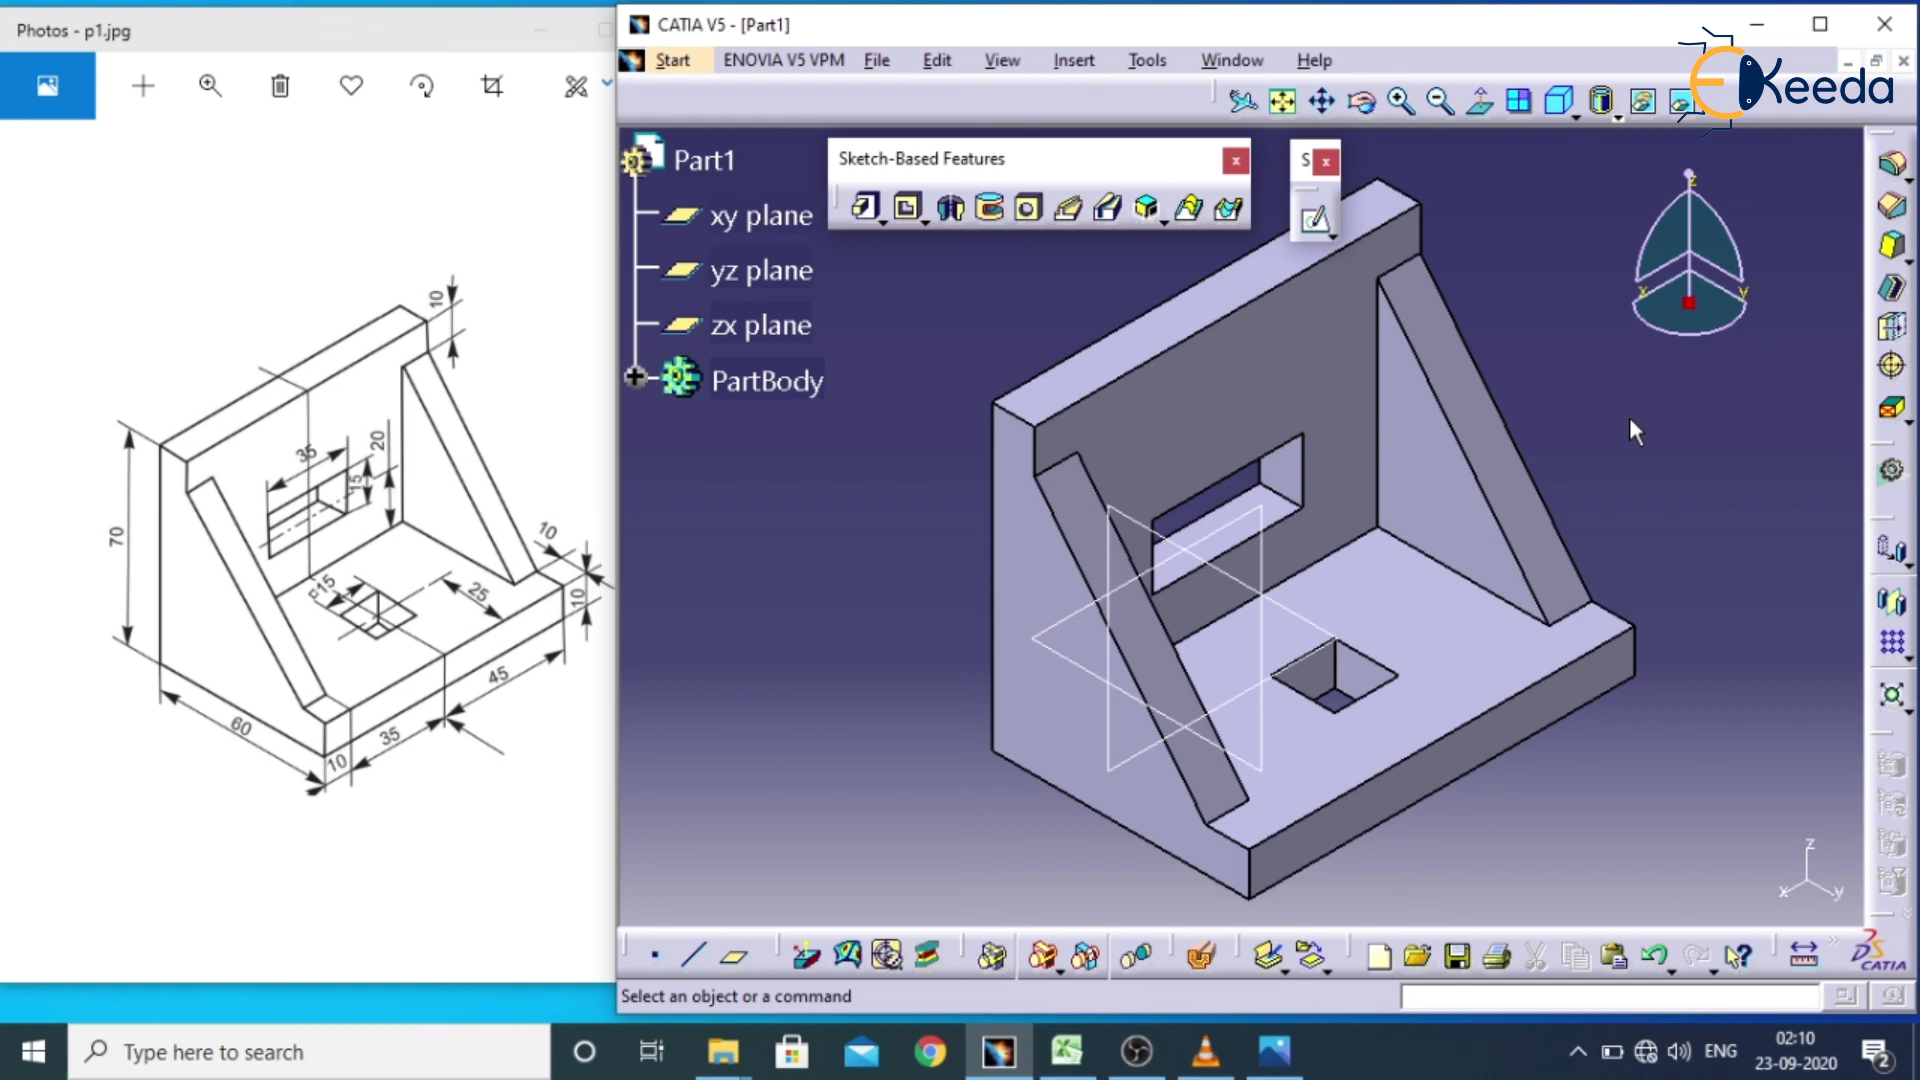 Photos - p1.jpg
CATIA V5 - [Part1]
Start ENOVIA V5 VPM File Edit View Insert Tools Window Help
EKeeda
Part1
xy plane
yz plane
zx plane
PartBody
Sketch-Based Features
S
z
x
y
10
35
20
15
70
10
□15
25
10
60
10
35
45
z
x
y
CATIA
Select an object or a command
Type here to search
ENG
02:10
23-09-2020
2